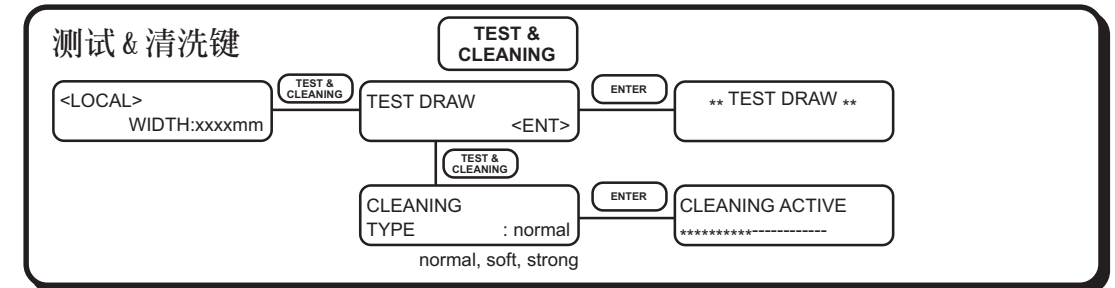 测试 & 清洗键
TEST &
CLEANING
<LOCAL>
WIDTH:xxxxmm
TEST &
CLEANING
TEST DRAW
<ENT>
ENTER
** TEST DRAW **
TEST &
CLEANING
CLEANING
TYPE : normal
ENTER
CLEANING ACTIVE
**********------------
normal, soft, strong